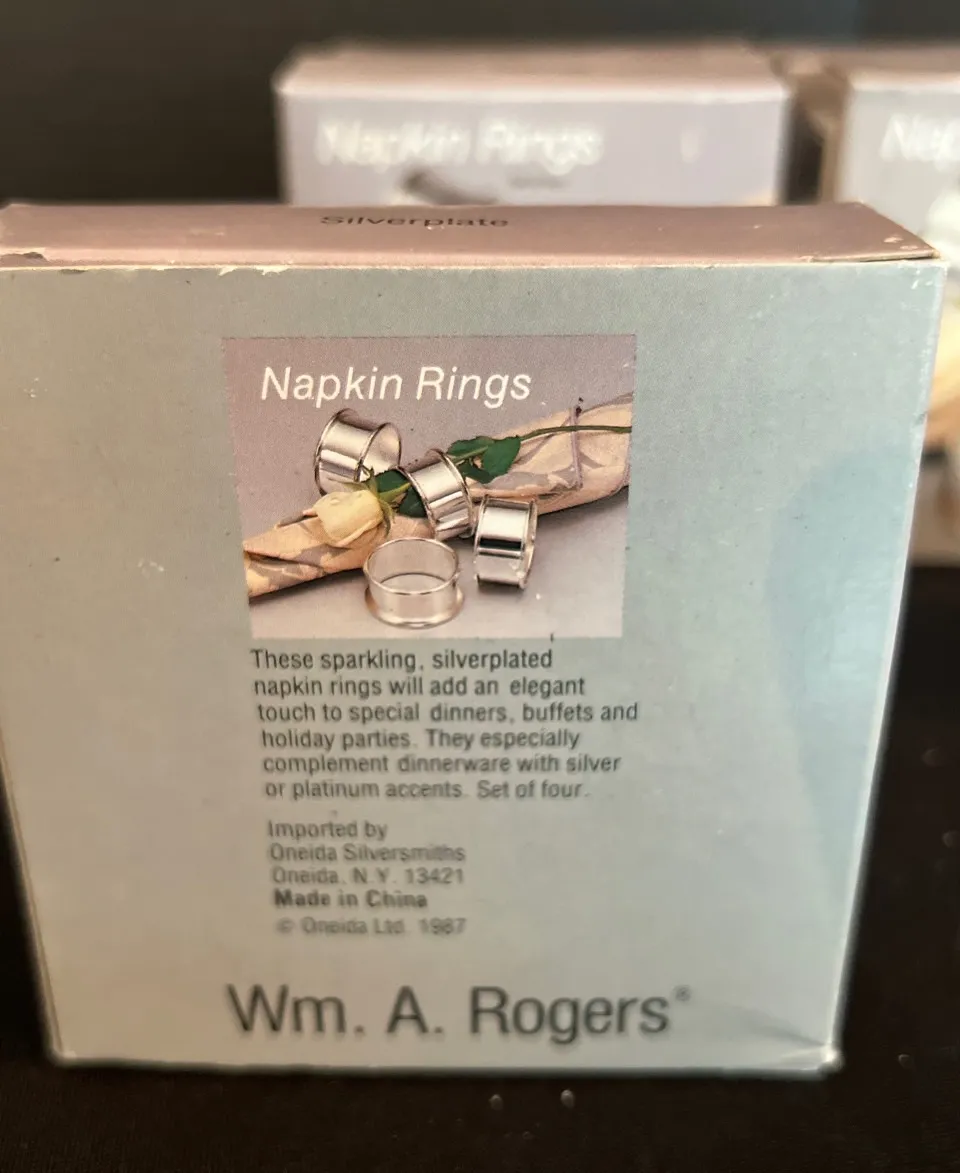 Napkin Rings
Nap
Silverplate
Napkin Rings
These sparkling, silverplated
napkin rings will add an elegant
touch to special dinners, buffets and
holiday parties. They especially
complement dinnerware with silver
or platinum accents. Set of four.
Imported by
Oneida Silversmiths
Oneida, N.Y. 13421
Made in China
© Oneida Ltd. 1987
Wm. A. Rogers®